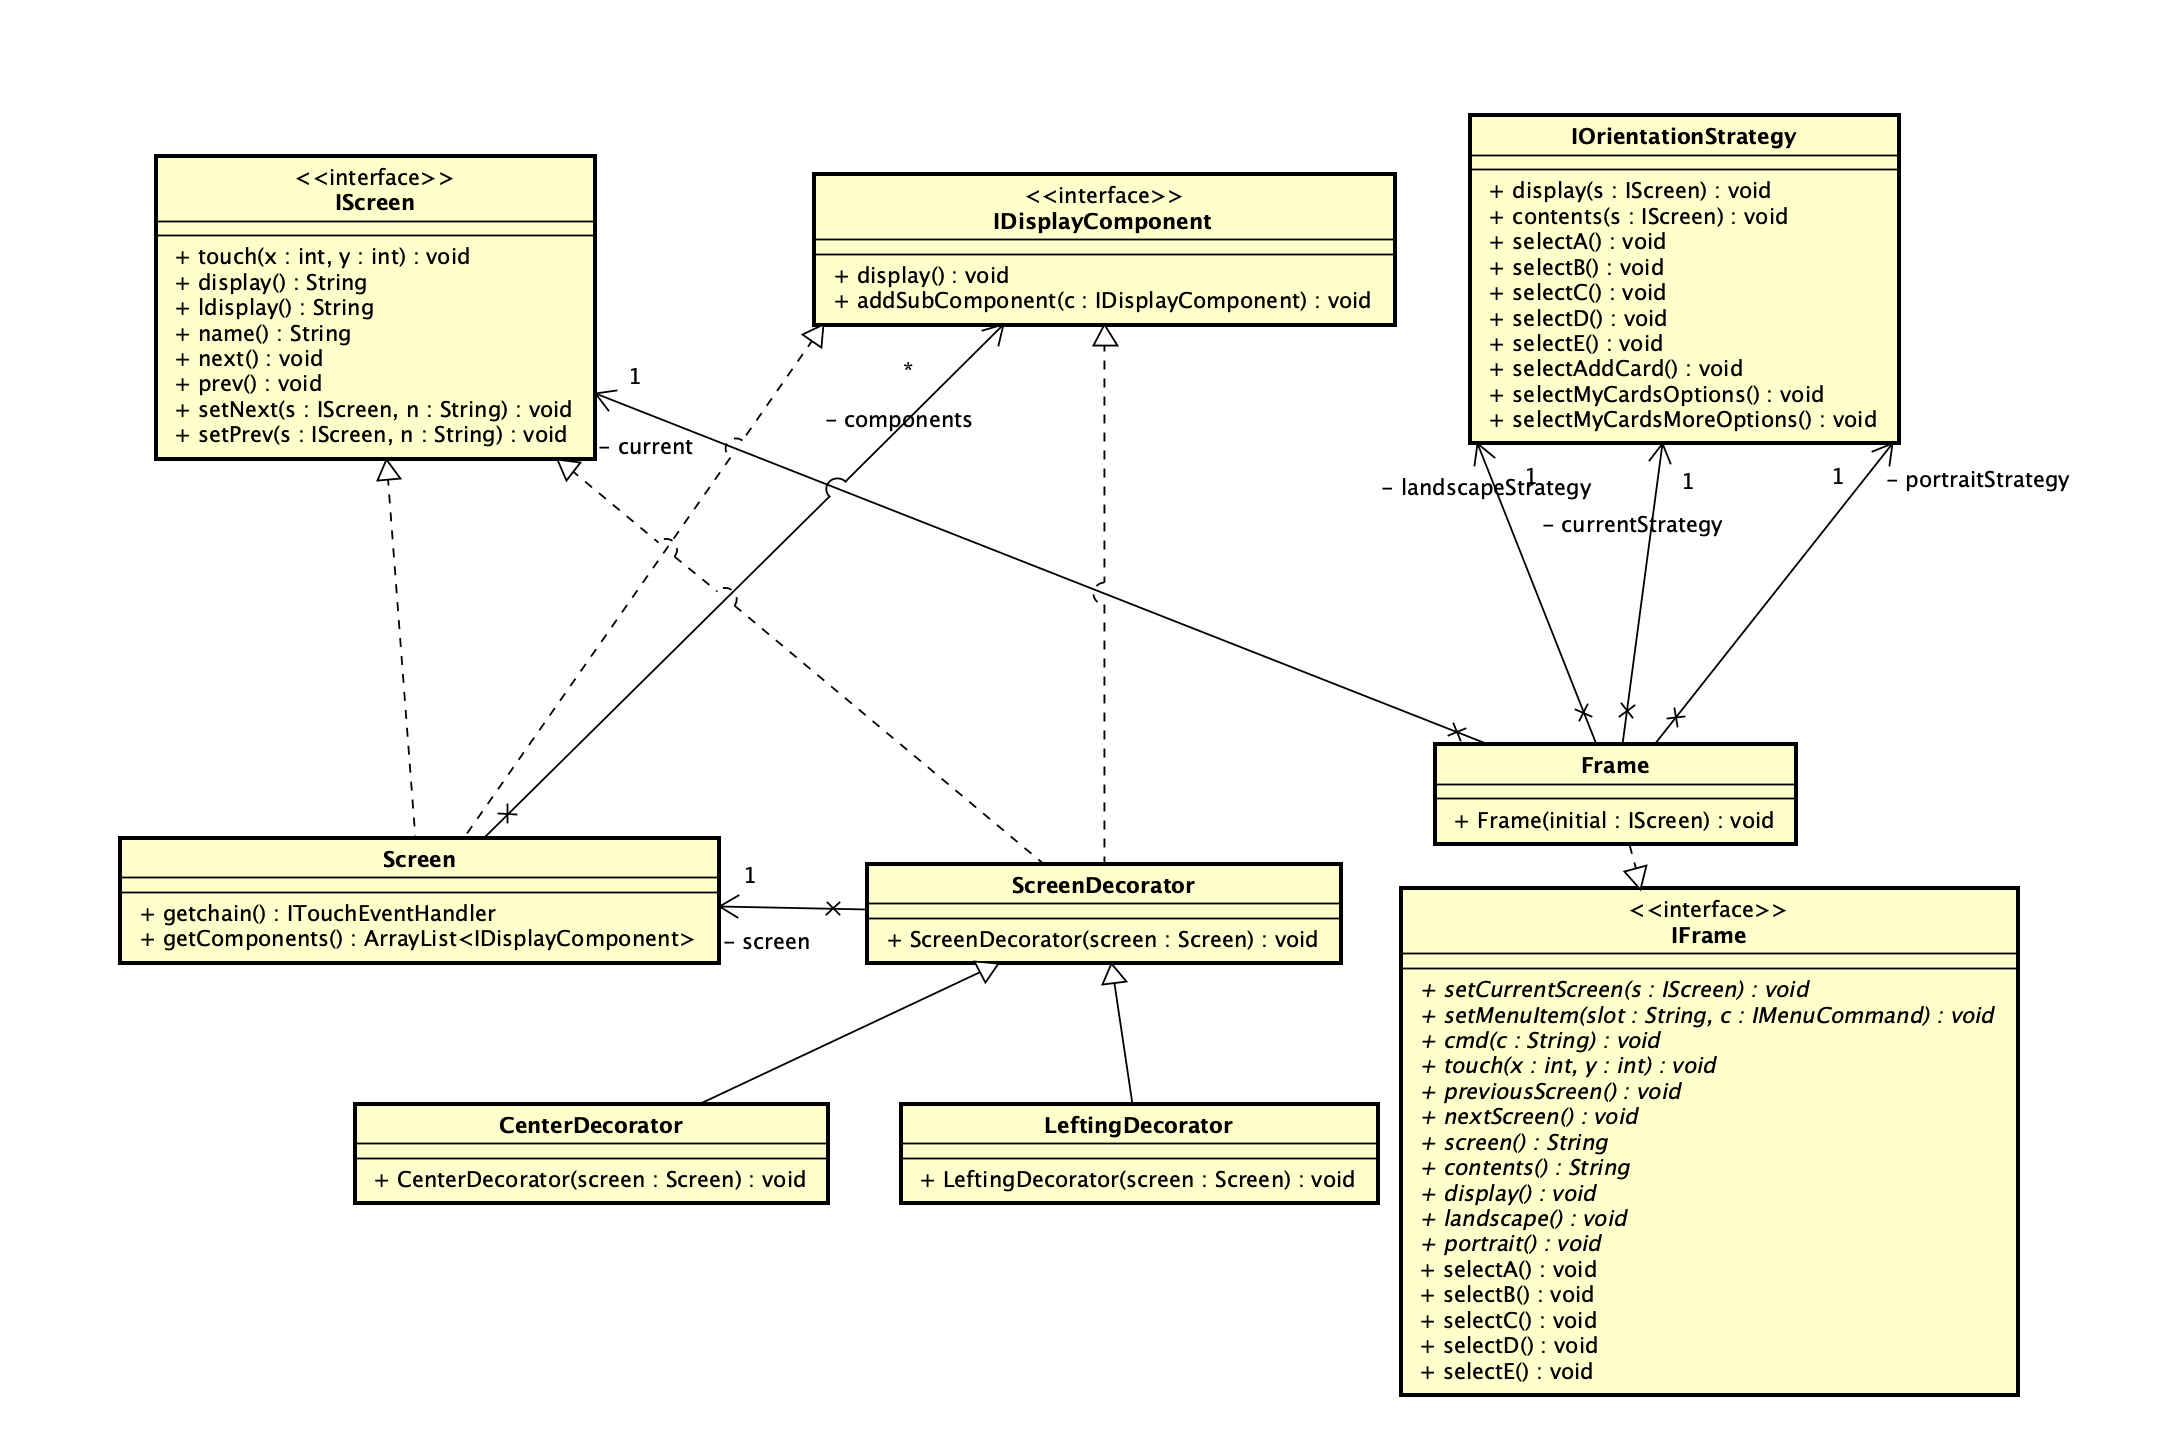 <<interface>>
IScreen
+ touch(x : int, y : int) : void
+ display() : String
+ ldisplay() : String
+ name() : String
+ next() : void
+ prev() : void
+ setNext(s : IScreen, n : String) : void
+ setPrev(s : IScreen, n : String) : void
<<interface>>
IDisplayComponent
+ display() : void
+ addSubComponent(c : IDisplayComponent) : void
IOrientationStrategy
+ display(s : IScreen) : void
+ contents(s : IScreen) : void
+ selectA() : void
+ selectB() : void
+ selectC() : void
+ selectD() : void
+ selectE() : void
+ selectAddCard() : void
+ selectMyCardsOptions() : void
+ selectMyCardsMoreOptions() : void
1
- current
*
- components
1
- landscapeStrategy
1
- currentStrategy
1
- portraitStrategy
Frame
+ Frame(initial : IScreen) : void
Screen
+ getchain() : ITouchEventHandler
+ getComponents() : ArrayList<IDisplayComponent>
1
- screen
ScreenDecorator
+ ScreenDecorator(screen : Screen) : void
<<interface>>
IFrame
+ setCurrentScreen(s : IScreen) : void
+ setMenuItem(slot : String, c : IMenuCommand) : void
+ cmd(c : String) : void
+ touch(x : int, y : int) : void
+ previousScreen() : void
+ nextScreen() : void
+ screen() : String
+ contents() : String
+ display() : void
+ landscape() : void
+ portrait() : void
+ selectA() : void
+ selectB() : void
+ selectC() : void
+ selectD() : void
+ selectE() : void
CenterDecorator
+ CenterDecorator(screen : Screen) : void
LeftingDecorator
+ LeftingDecorator(screen : Screen) : void